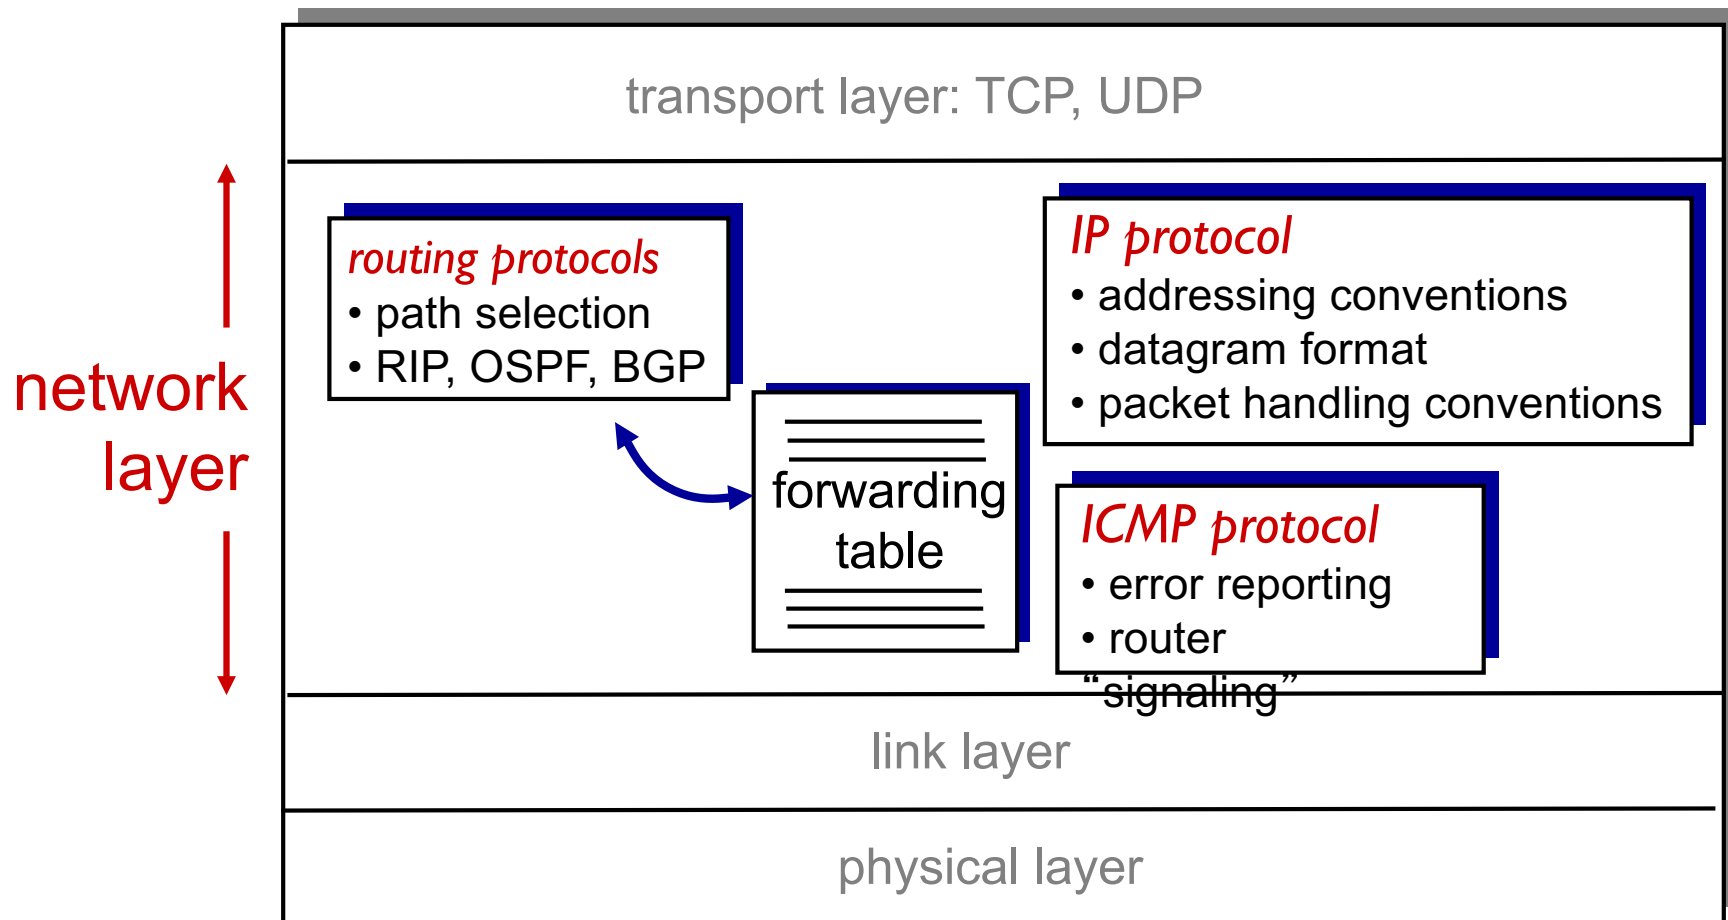 transport layer: TCP, UDP
network
layer
routing protocols
• path selection
• RIP, OSPF, BGP
forwarding
table
IP protocol
• addressing conventions
• datagram format
• packet handling conventions
ICMP protocol
• error reporting
• router
“signaling”
link layer
physical layer